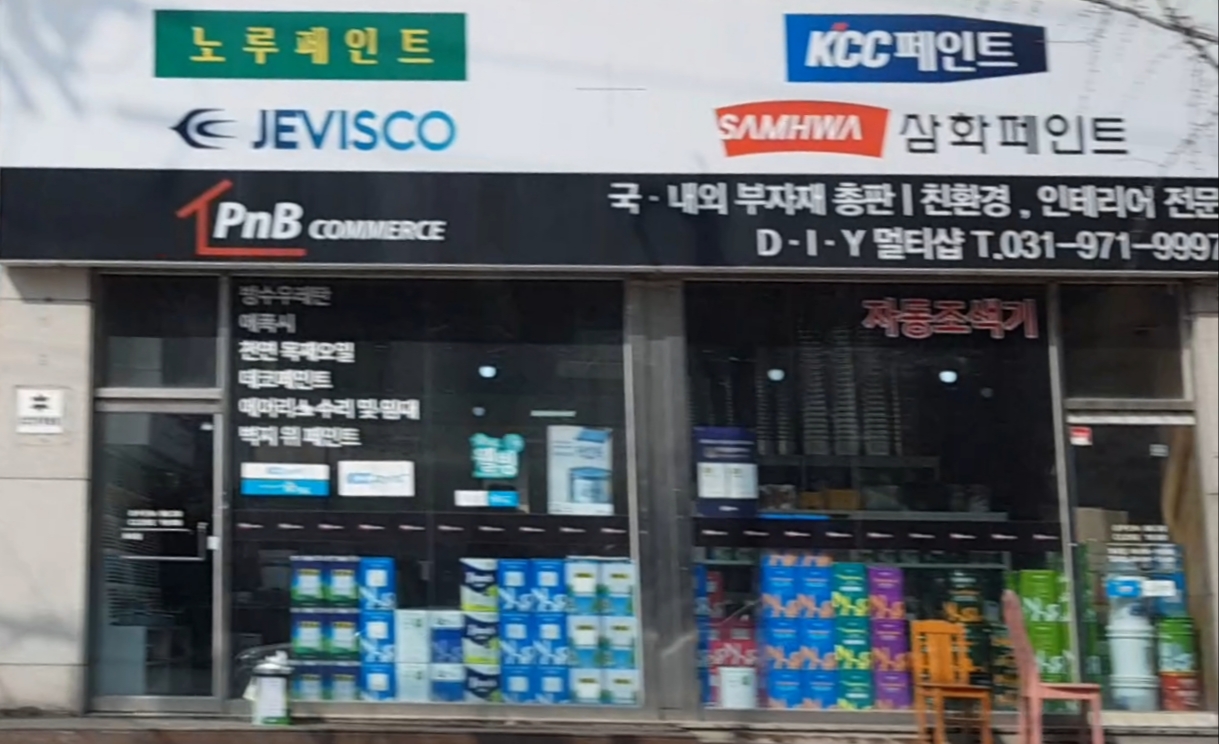 노루페인트
KCC페인트
JEVISCO
SAMHWA 삼화페인트
PnB COMMERCE
국 - 내외 부자재 총판 | 친환경 , 인테리어 전문
D - I - Y 멀티샵 T.031-971-9997
방수우레탄
에폭시
천연 목재오일
데코페인트
에어리스수리 및 임대
벽지 위 페인트
자동조색기